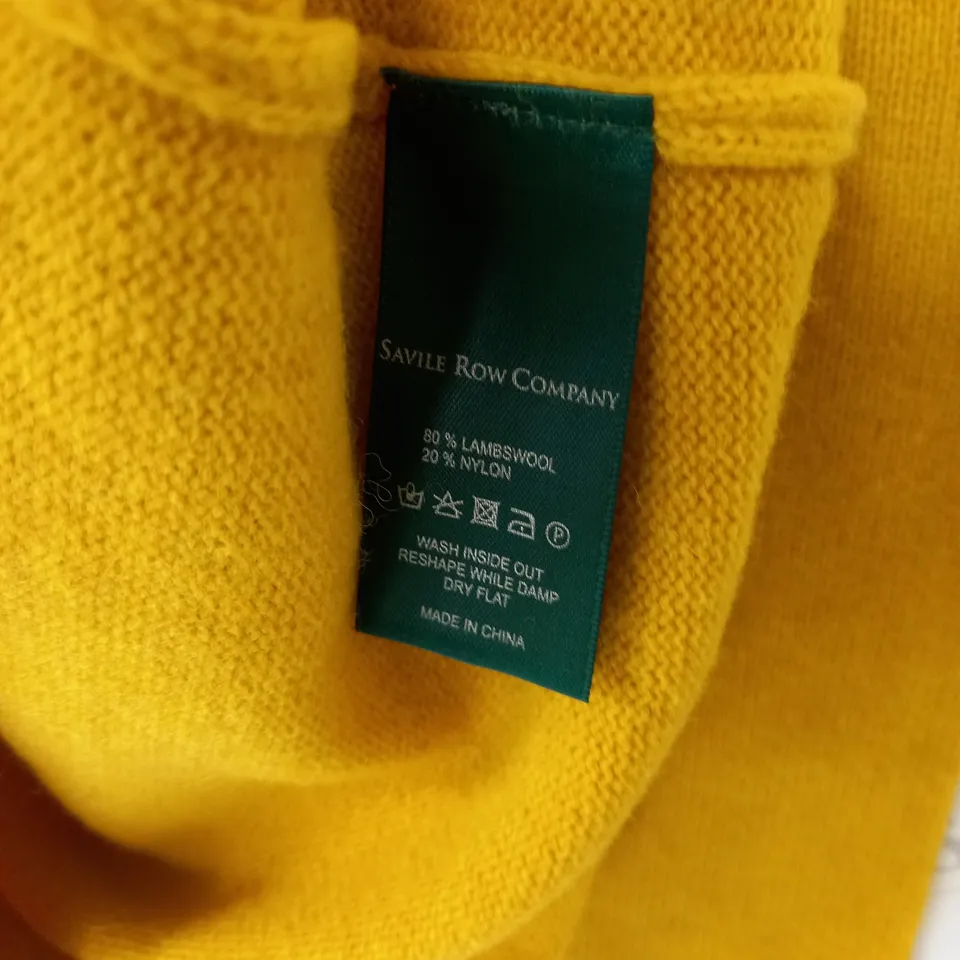 SAVILE ROW COMPANY
80 % LAMBSWOOL
20 % NYLON
P
WASH INSIDE OUT
RESHAPE WHILE DAMP
DRY FLAT
MADE IN CHINA